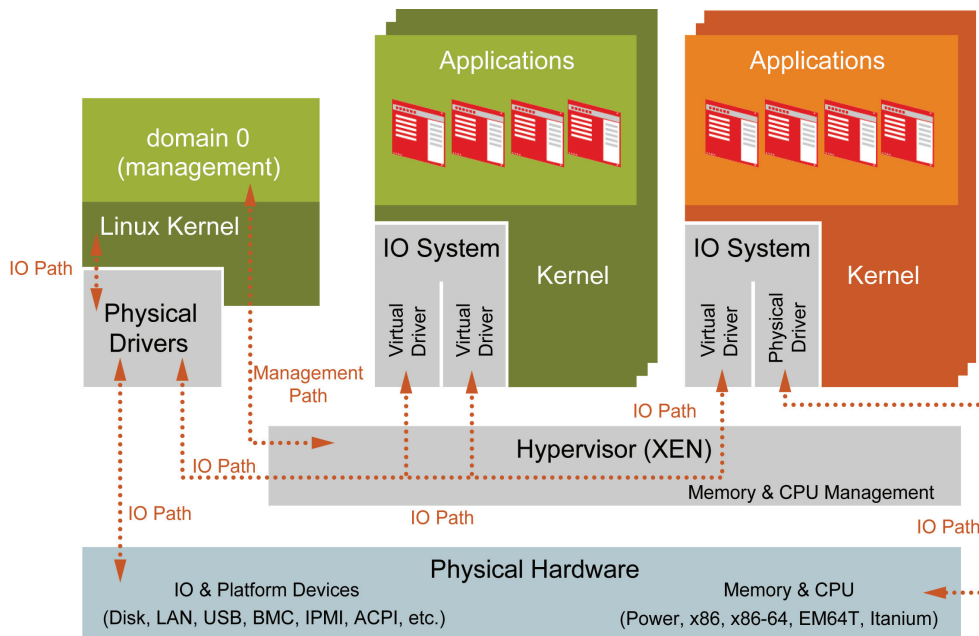 Applications
Applications
domain 0
(management)
Linux Kernel
IO Path
Physical
Drivers
IO System
Kernel
Virtual
Driver
Virtual
Driver
IO System
Kernel
Virtual
Driver
Physical
Driver
Management
Path
IO Path
Hypervisor (XEN)
IO Path
Memory & CPU Management
IO Path
IO Path
IO Path
Physical Hardware
IO & Platform Devices
(Disk, LAN, USB, BMC, IPMI, ACPI, etc.)
Memory & CPU
(Power, x86, x86-64, EM64T, Itanium)